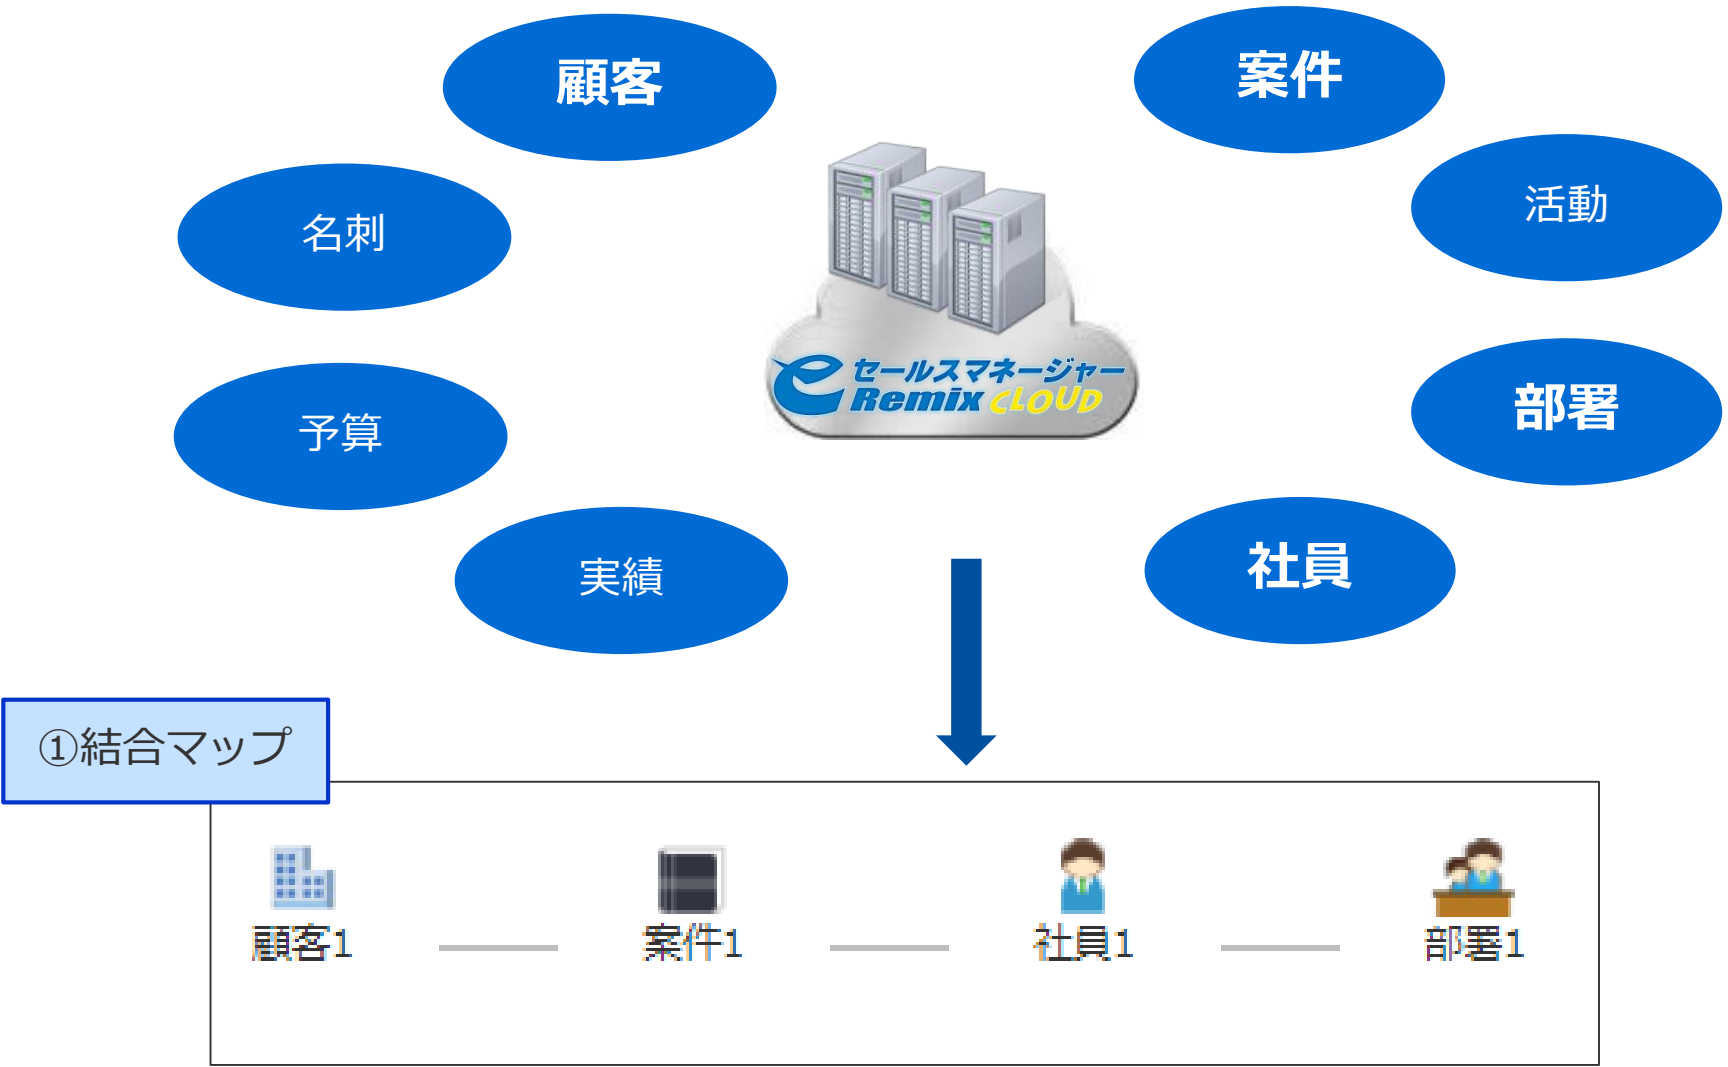 顧客
案件
名刺
活動
セールスマネージャー
Remix CLOUD
予算
部署
実績
社員
①結合マップ
顧客1
案件1
社員1
部署1